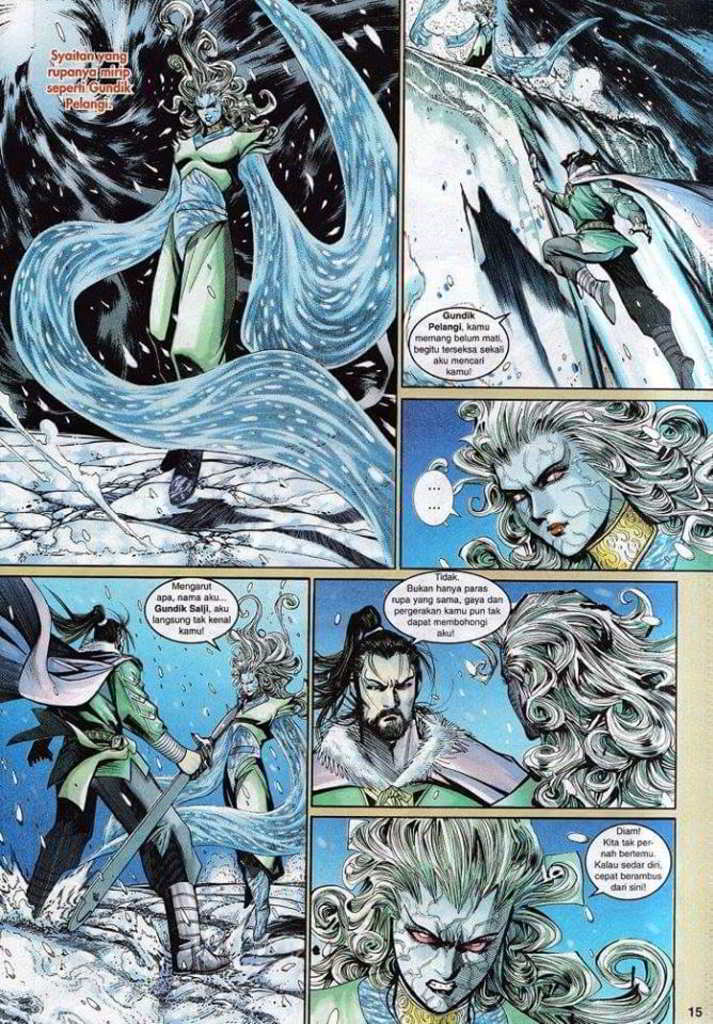 Syaitan yang
rupanya mirip
seperti Gundik
Pelangi.
Gundik
Pelangi, kamu
memang belum mati,
begitu terseksa sekali
aku mencari
kamu!
...
...
Mengarut
apa, nama aku...
Gundik Salji, aku
langsung tak kenal
kamu!
Tidak.
Bukan hanya paras
rupa yang sama, gaya dan
pergerakan kamu pun tak
dapat membohongi
aku!
Diam!
Kita tak per-
nah bertemu.
Kalau sedar diri,
cepat berambus
dari sini!
15